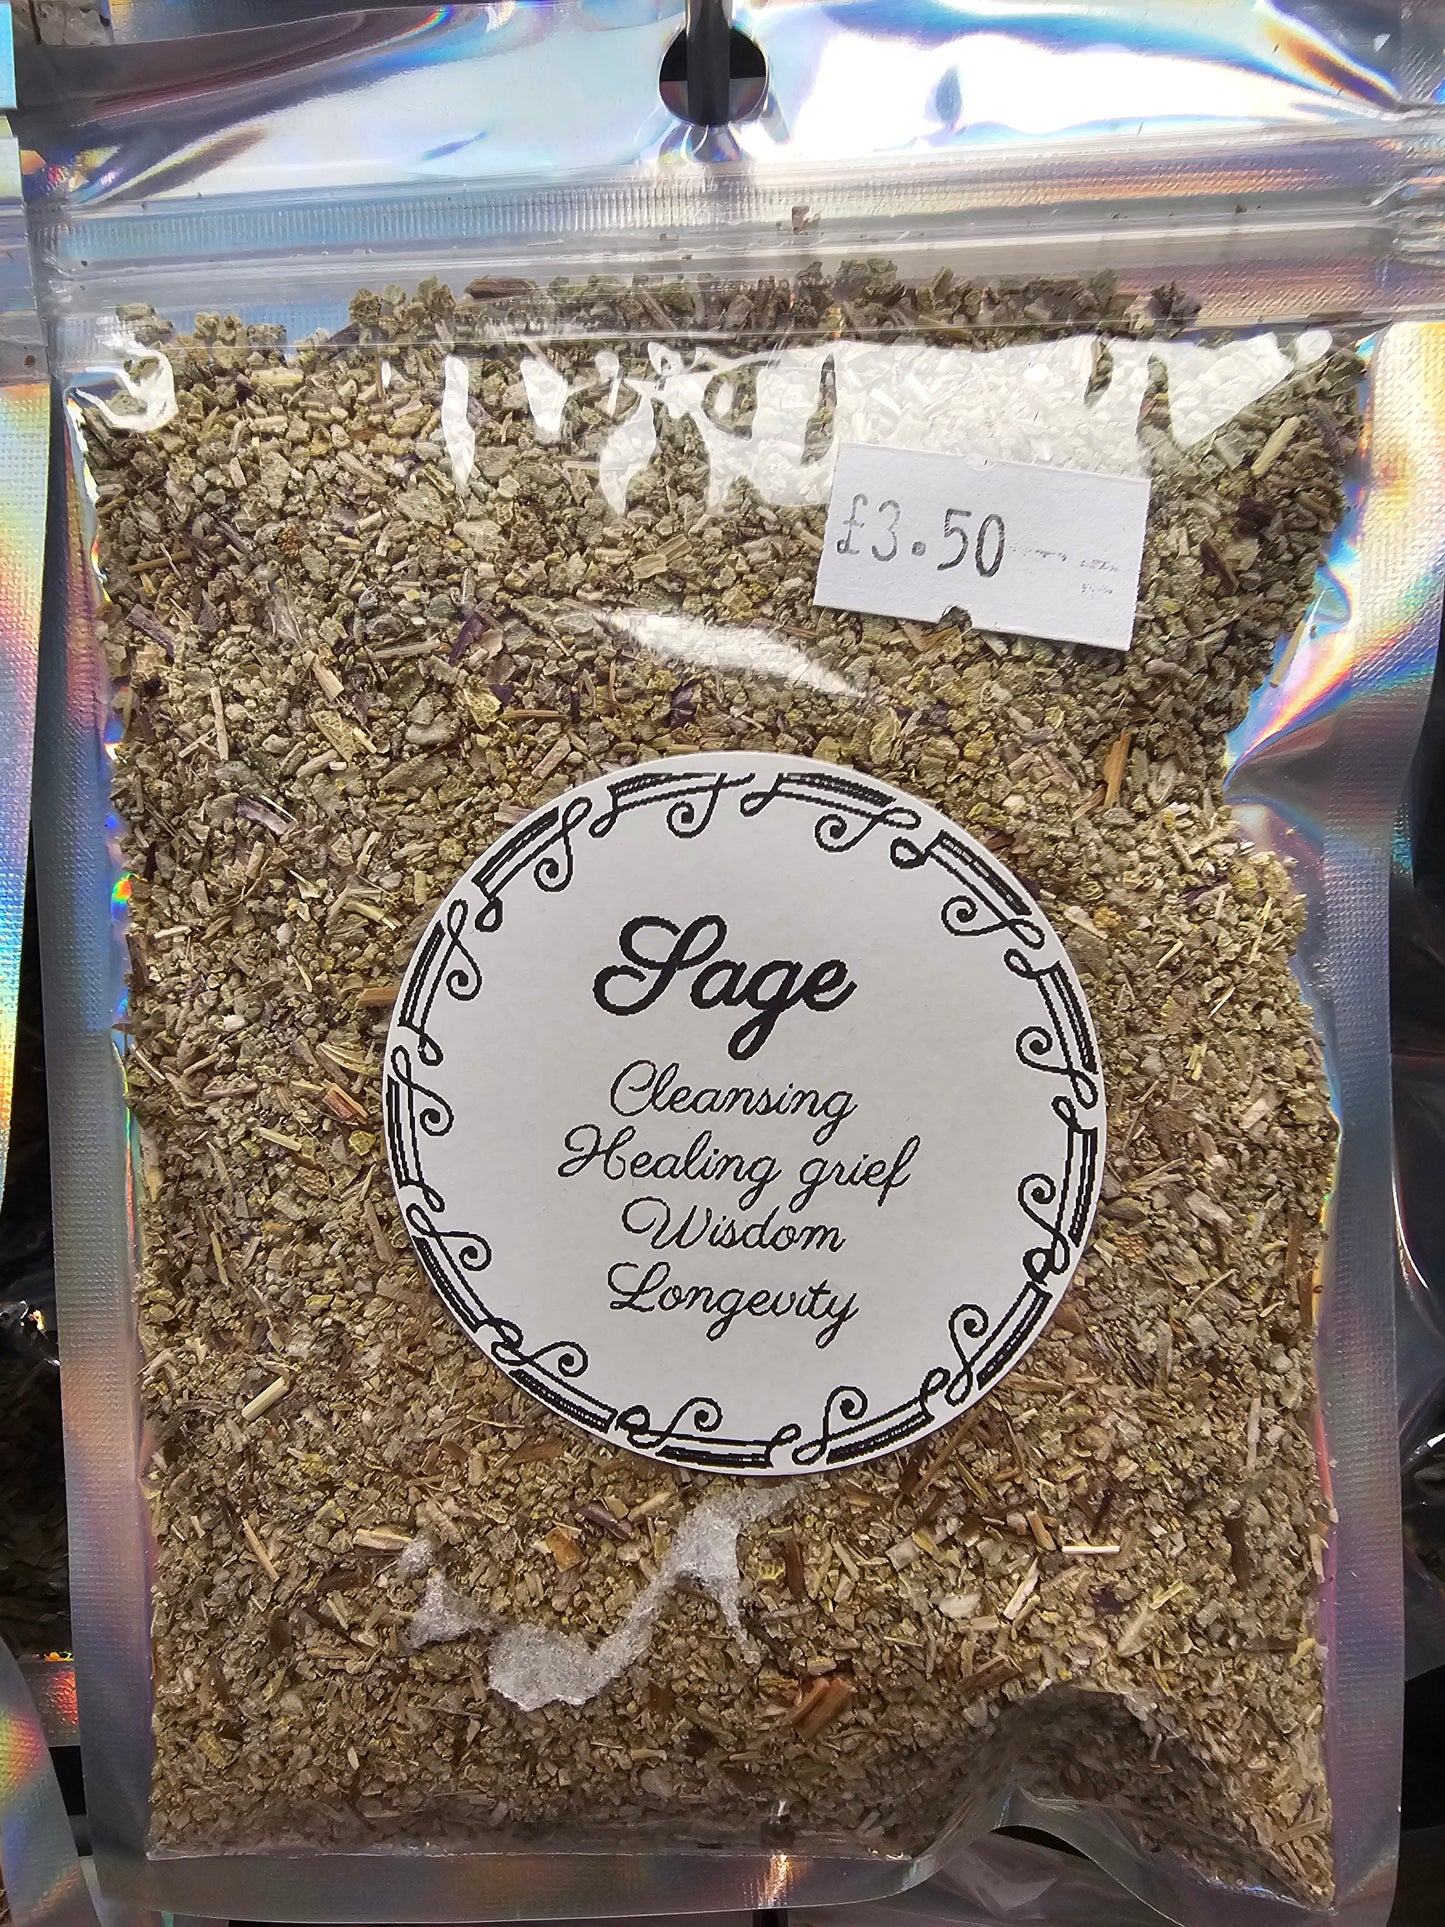 £3.50
Sage
Cleansing
Healing grief
Wisdom
Longevity